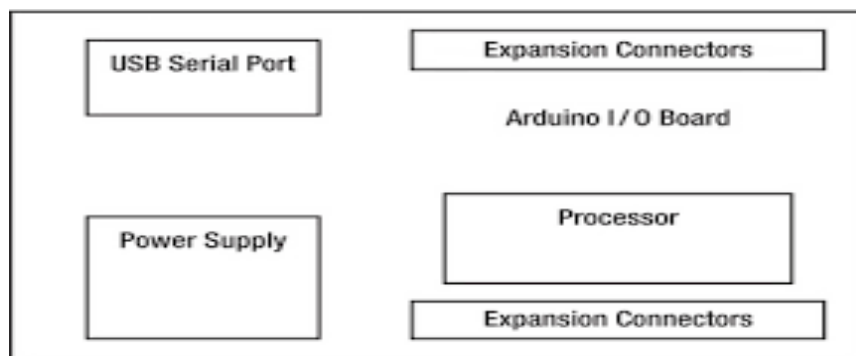 USB Serial Port
Expansion Connectors
Arduino I/O Board
Power Supply
Processor
Expansion Connectors